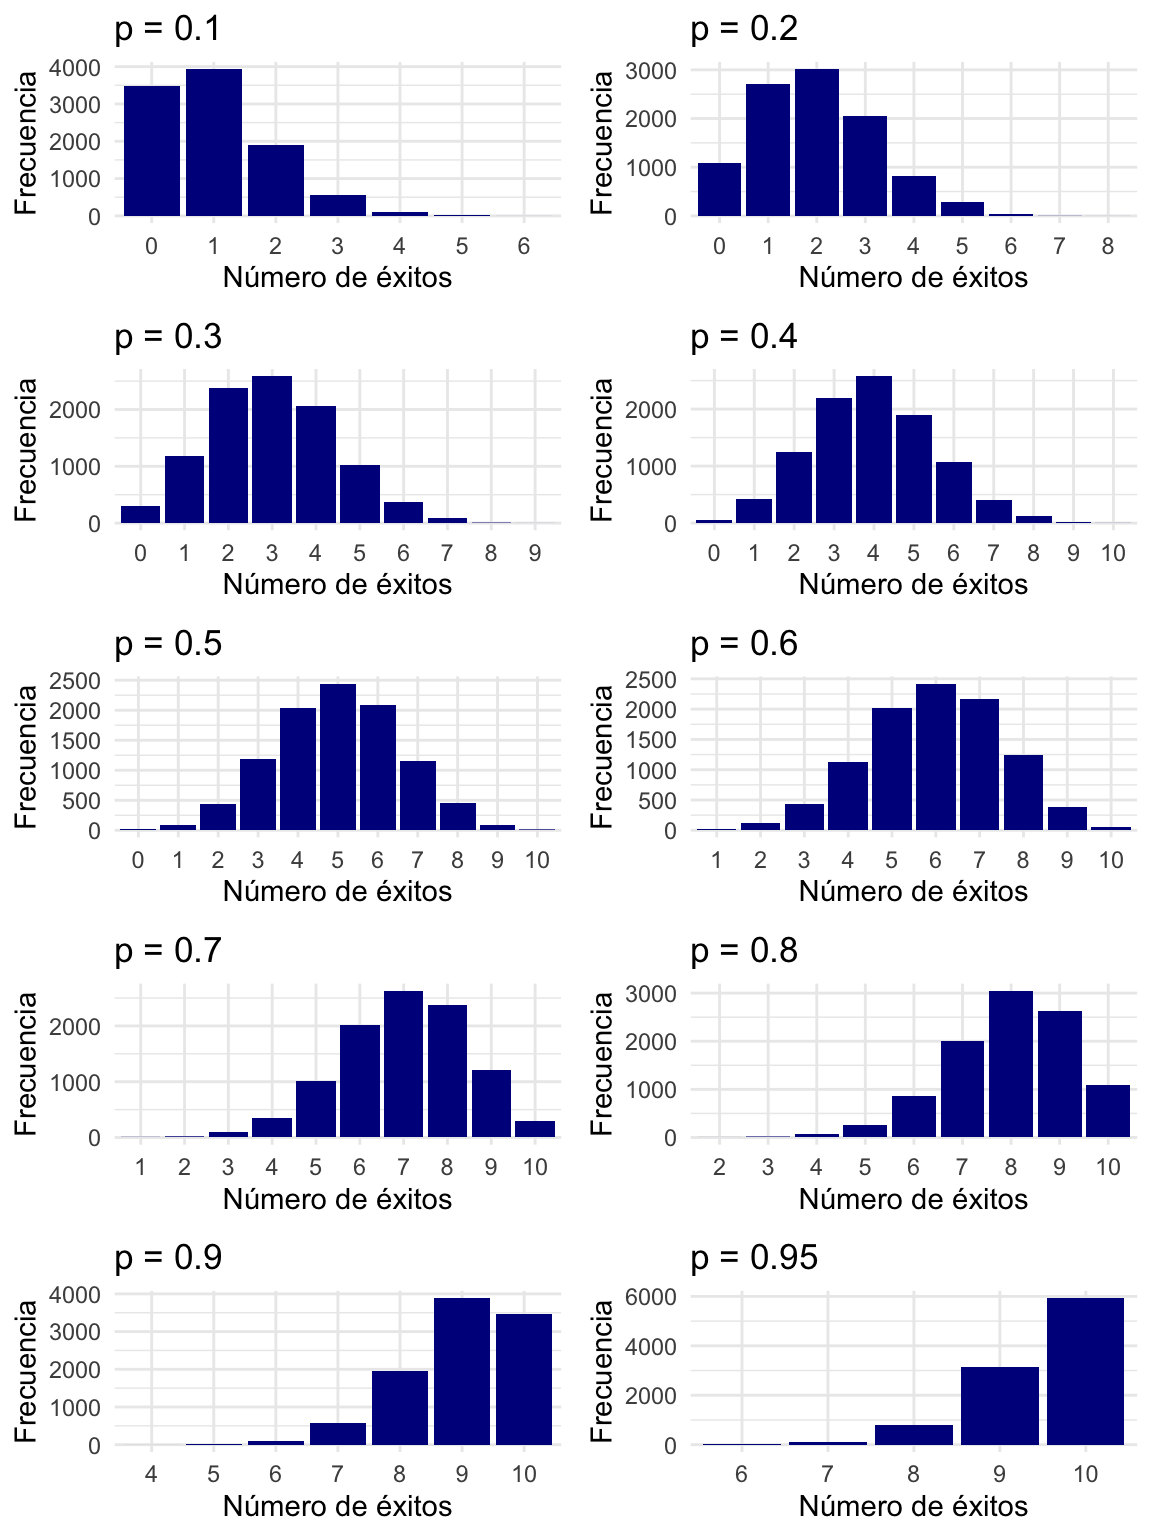 p = 0.1
Frecuencia
4000
3000
2000
1000
0
0 1 2 3 4 5 6
Número de éxitos
p = 0.2
Frecuencia
3000
2000
1000
0
0 1 2 3 4 5 6 7 8
Número de éxitos
p = 0.3
Frecuencia
2000
1000
0
0 1 2 3 4 5 6 7 8 9
Número de éxitos
p = 0.4
Frecuencia
2000
1000
0
0 1 2 3 4 5 6 7 8 9 10
Número de éxitos
p = 0.5
Frecuencia
2500
2000
1500
1000
500
0
0 1 2 3 4 5 6 7 8 9 10
Número de éxitos
p = 0.6
Frecuencia
2500
2000
1500
1000
500
0
1 2 3 4 5 6 7 8 9 10
Número de éxitos
p = 0.7
Frecuencia
2000
1000
0
1 2 3 4 5 6 7 8 9 10
Número de éxitos
p = 0.8
Frecuencia
3000
2000
1000
0
2 3 4 5 6 7 8 9 10
Número de éxitos
p = 0.9
Frecuencia
4000
3000
2000
1000
0
4 5 6 7 8 9 10
Número de éxitos
p = 0.95
Frecuencia
6000
4000
2000
0
6 7 8 9 10
Número de éxitos